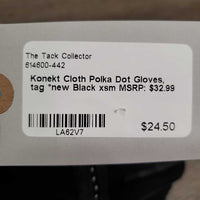 The Tack Collector
614600-442
Konekt Cloth Polka Dot Gloves,
tag *new Black xsm MSRP: $32.99
LA62V7
$24.50